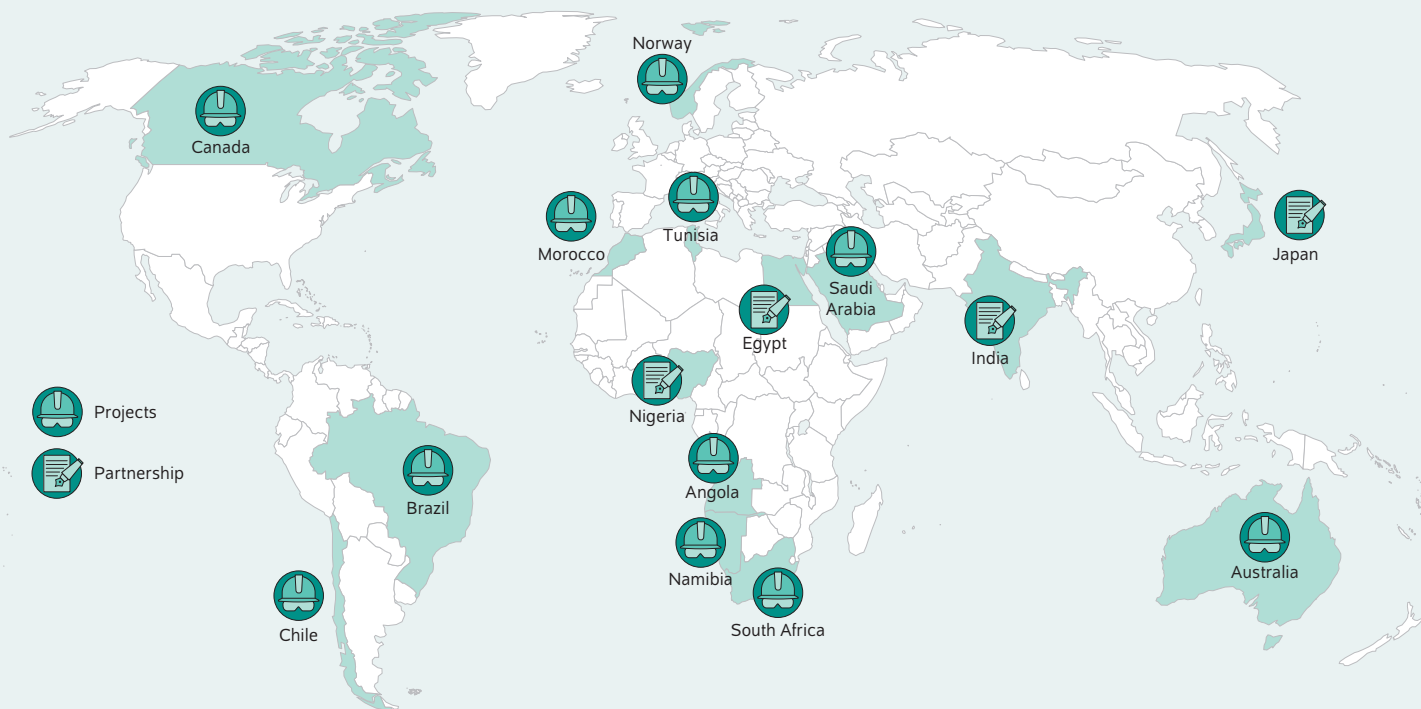 Norway
Canada
Tunisia
Morocco
Japan
Saudi
Arabia
Egypt
India
Nigeria
Projects
Partnership
Angola
Brazil
Namibia
Australia
South Africa
Chile